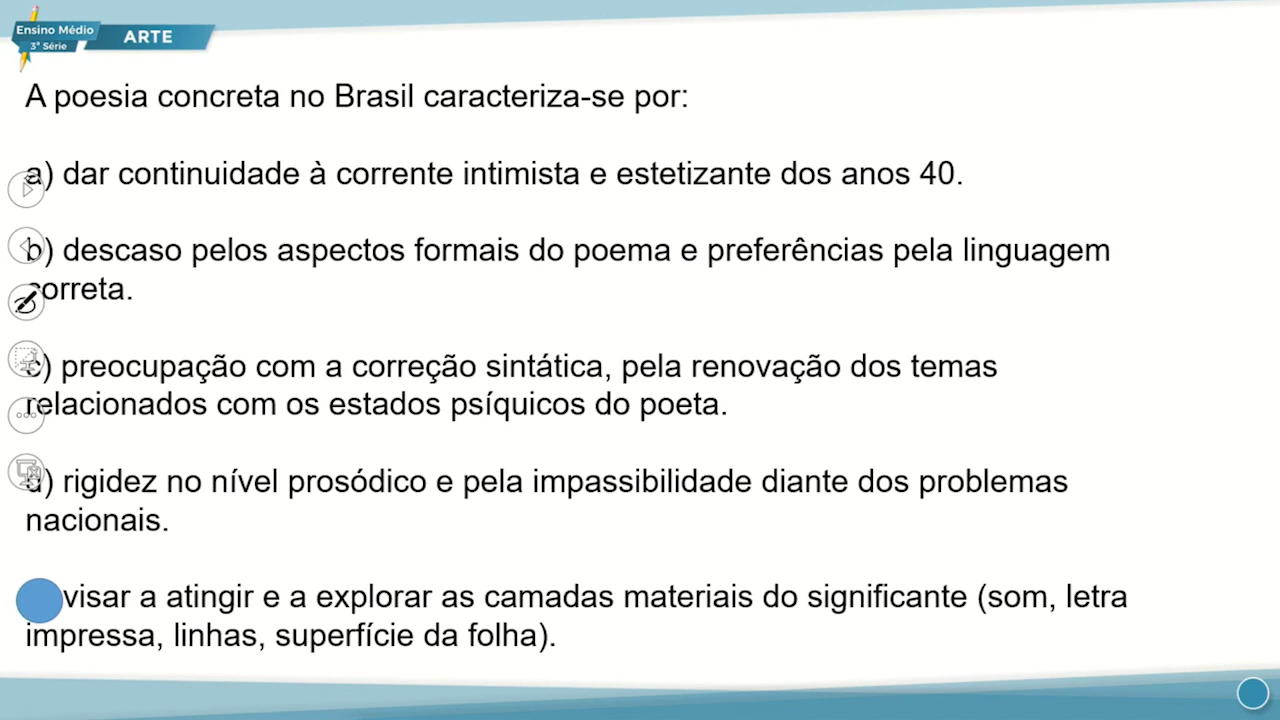 Ensino Médio
3ª Série
ARTE
A poesia concreta no Brasil caracteriza-se por:
a) dar continuidade à corrente intimista e estetizante dos anos 40.
b) descaso pelos aspectos formais do poema e preferências pela linguagem
correta.
c) preocupação com a correção sintática, pela renovação dos temas
relacionados com os estados psíquicos do poeta.
d) rigidez no nível prosódico e pela impassibilidade diante dos problemas
nacionais.
visar a atingir e a explorar as camadas materiais do significante (som, letra
impressa, linhas, superfície da folha).